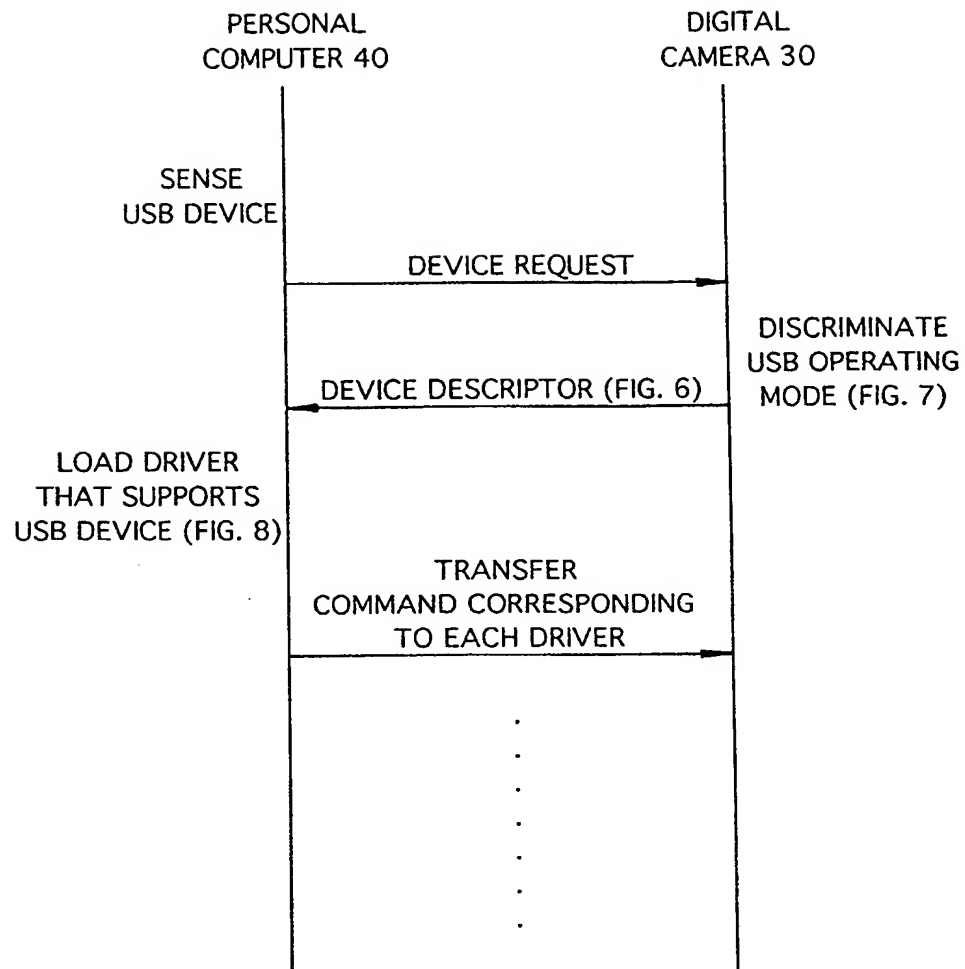 PERSONAL
COMPUTER 40
DIGITAL
CAMERA 30
SENSE
USB DEVICE
DEVICE REQUEST
DISCRIMINATE
USB OPERATING
MODE (FIG. 7)
DEVICE DESCRIPTOR (FIG. 6)
LOAD DRIVER
THAT SUPPORTS
USB DEVICE (FIG. 8)
TRANSFER
COMMAND CORRESPONDING
TO EACH DRIVER